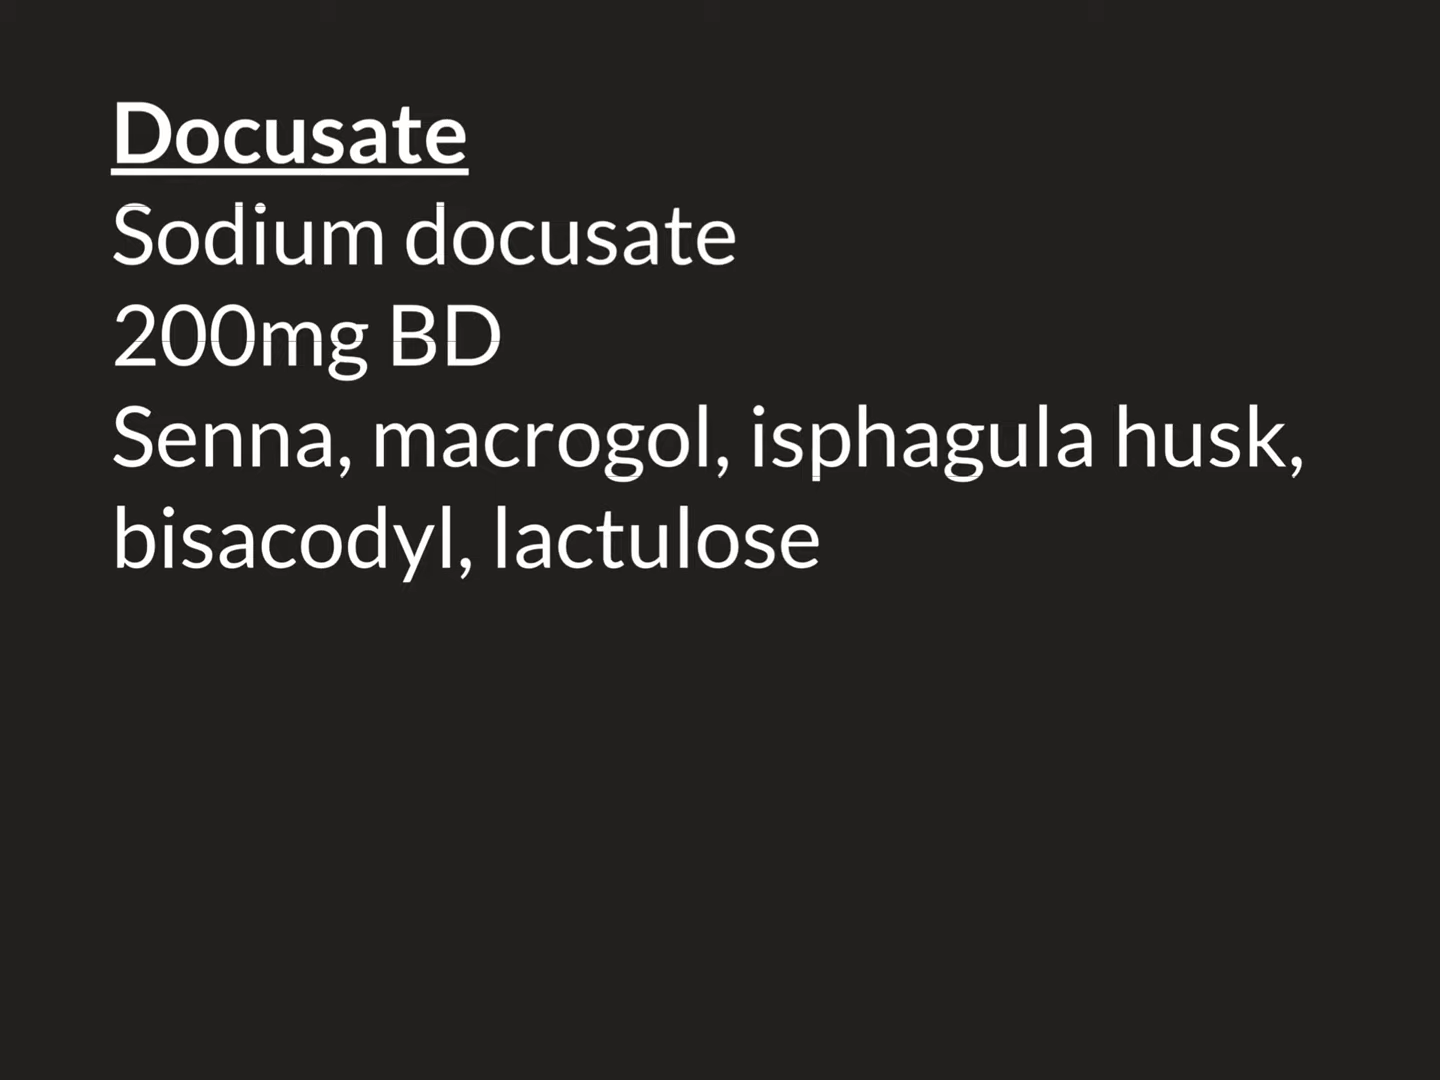 Docusate
Sodium docusate
200mg BD
Senna, macrogol, isphagula husk,
bisacodyl, lactulose